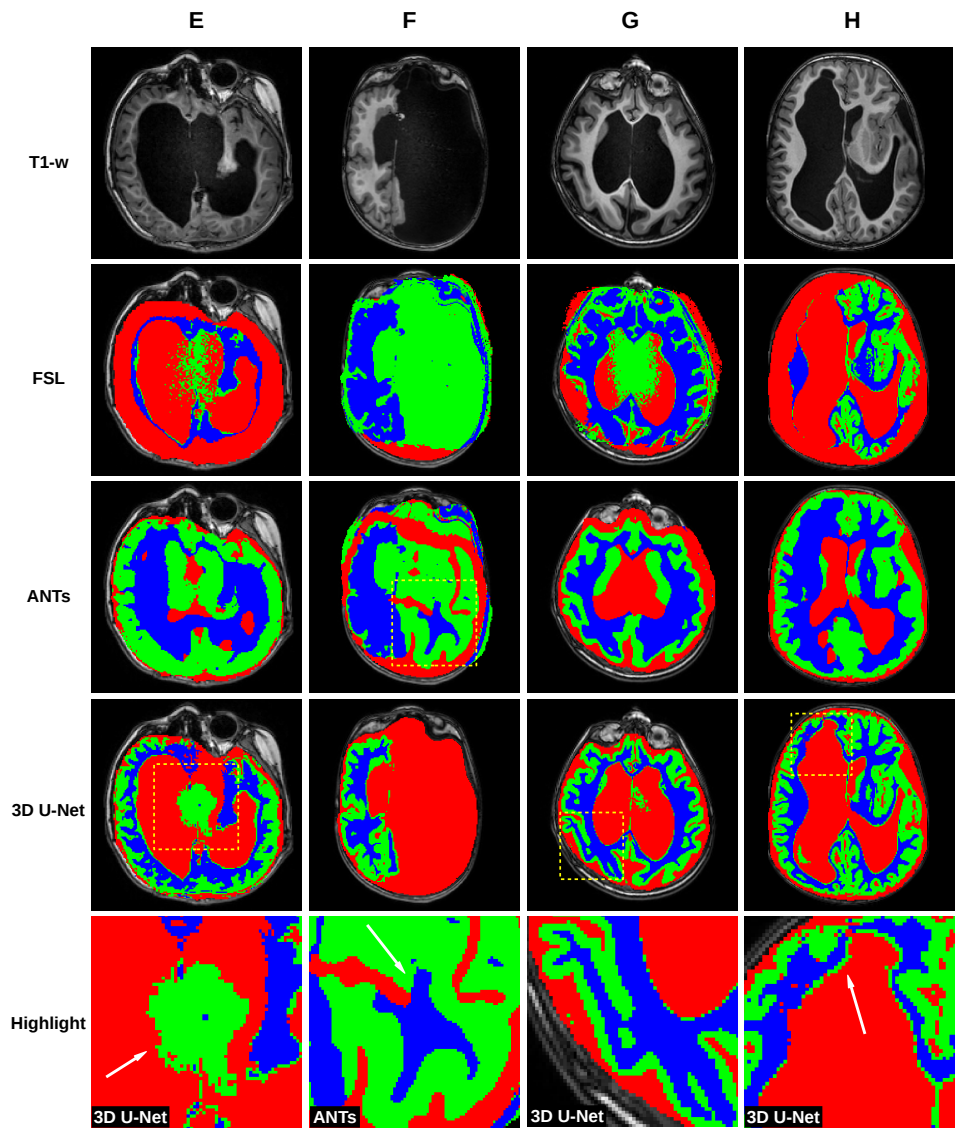 E F G H
T1-w
FSL
ANTs
3D U-Net
Highlight
3D U-Net ANTs 3D U-Net 3D U-Net